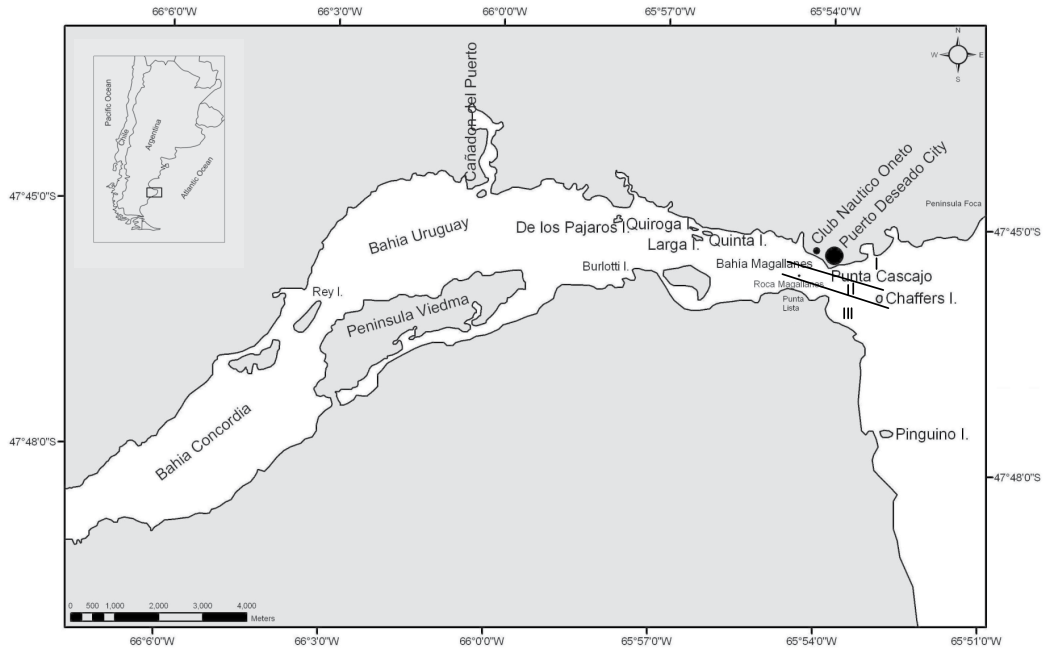 66°6'0"W
66°3'0"W
66°0'0"W
65°57'0"W
65°54'0"W
N
W
E
S
Pacific Ocean
Chile
Argentina
Atlantic Ocean
Cañadon del Puerto
47°45'0"S
47°45'0"S
Bahia Uruguay
De los Pajaros I.
Quiroga I.
Larga I.
Quinta I.
Club Nautico Oneto
Puerto Deseado City
Peninsula Foca
Burlotti I.
Bahia Magallanes
Roca Magallanes
Punta
Lista
I
Punta Cascajo
II
Chaffers I.
III
Rey I.
Peninsula Viedma
Bahia Concordia
Pinguino I.
47°48'0"S
47°48'0"S
0 500 1,000 2,000 3,000 4,000
Meters
66°6'0"W
66°3'0"W
66°0'0"W
65°57'0"W
65°54'0"W
65°51'0"W